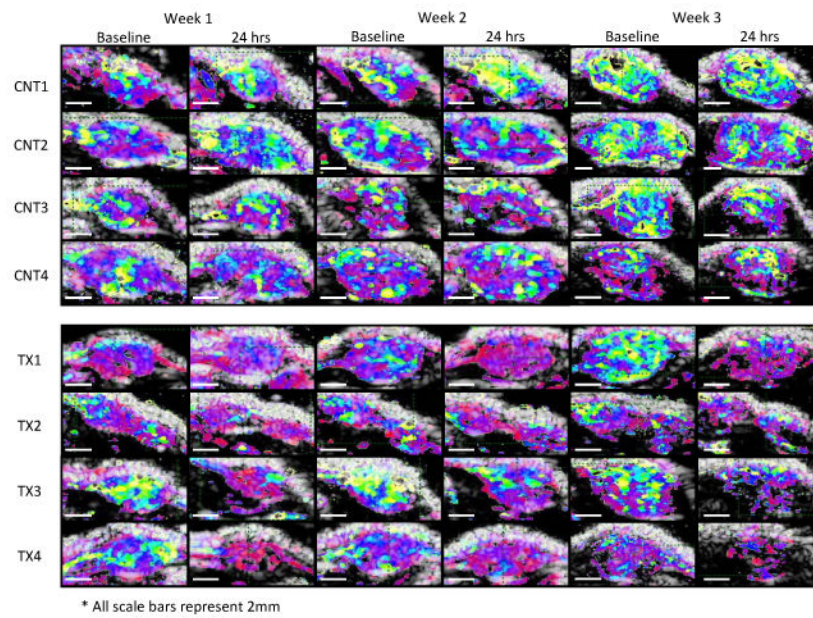 Week 1 Week 2 Week 3
Baseline 24 hrs Baseline 24 hrs Baseline 24 hrs
CNT1
CNT2
CNT3
CNT4
TX1
TX2
TX3
TX4
* All scale bars represent 2mm